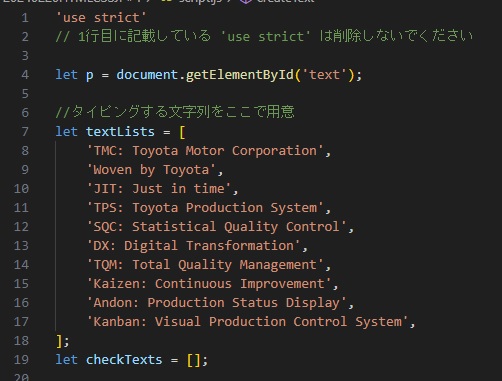 script.js
createText
1 'use strict'
2 // 1行目に記載している 'use strict' は削除しないでください
3
4 let p = document.getElementById('text');
5
6 //タイピングする文字列をここで用意
7 let textLists = [
8 'TMC: Toyota Motor Corporation',
9 'Woven by Toyota',
10 'JIT: Just in time',
11 'TPS: Toyota Production System',
12 'SQC: Statistical Quality Control',
13 'DX: Digital Transformation',
14 'TQM: Total Quality Management',
15 'Kaizen: Continuous Improvement',
16 'Andon: Production Status Display',
17 'Kanban: Visual Production Control System',
18 ];
19 let checkTexts = [];